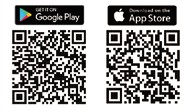 GET IT ON
Google Play
Download on the
App Store